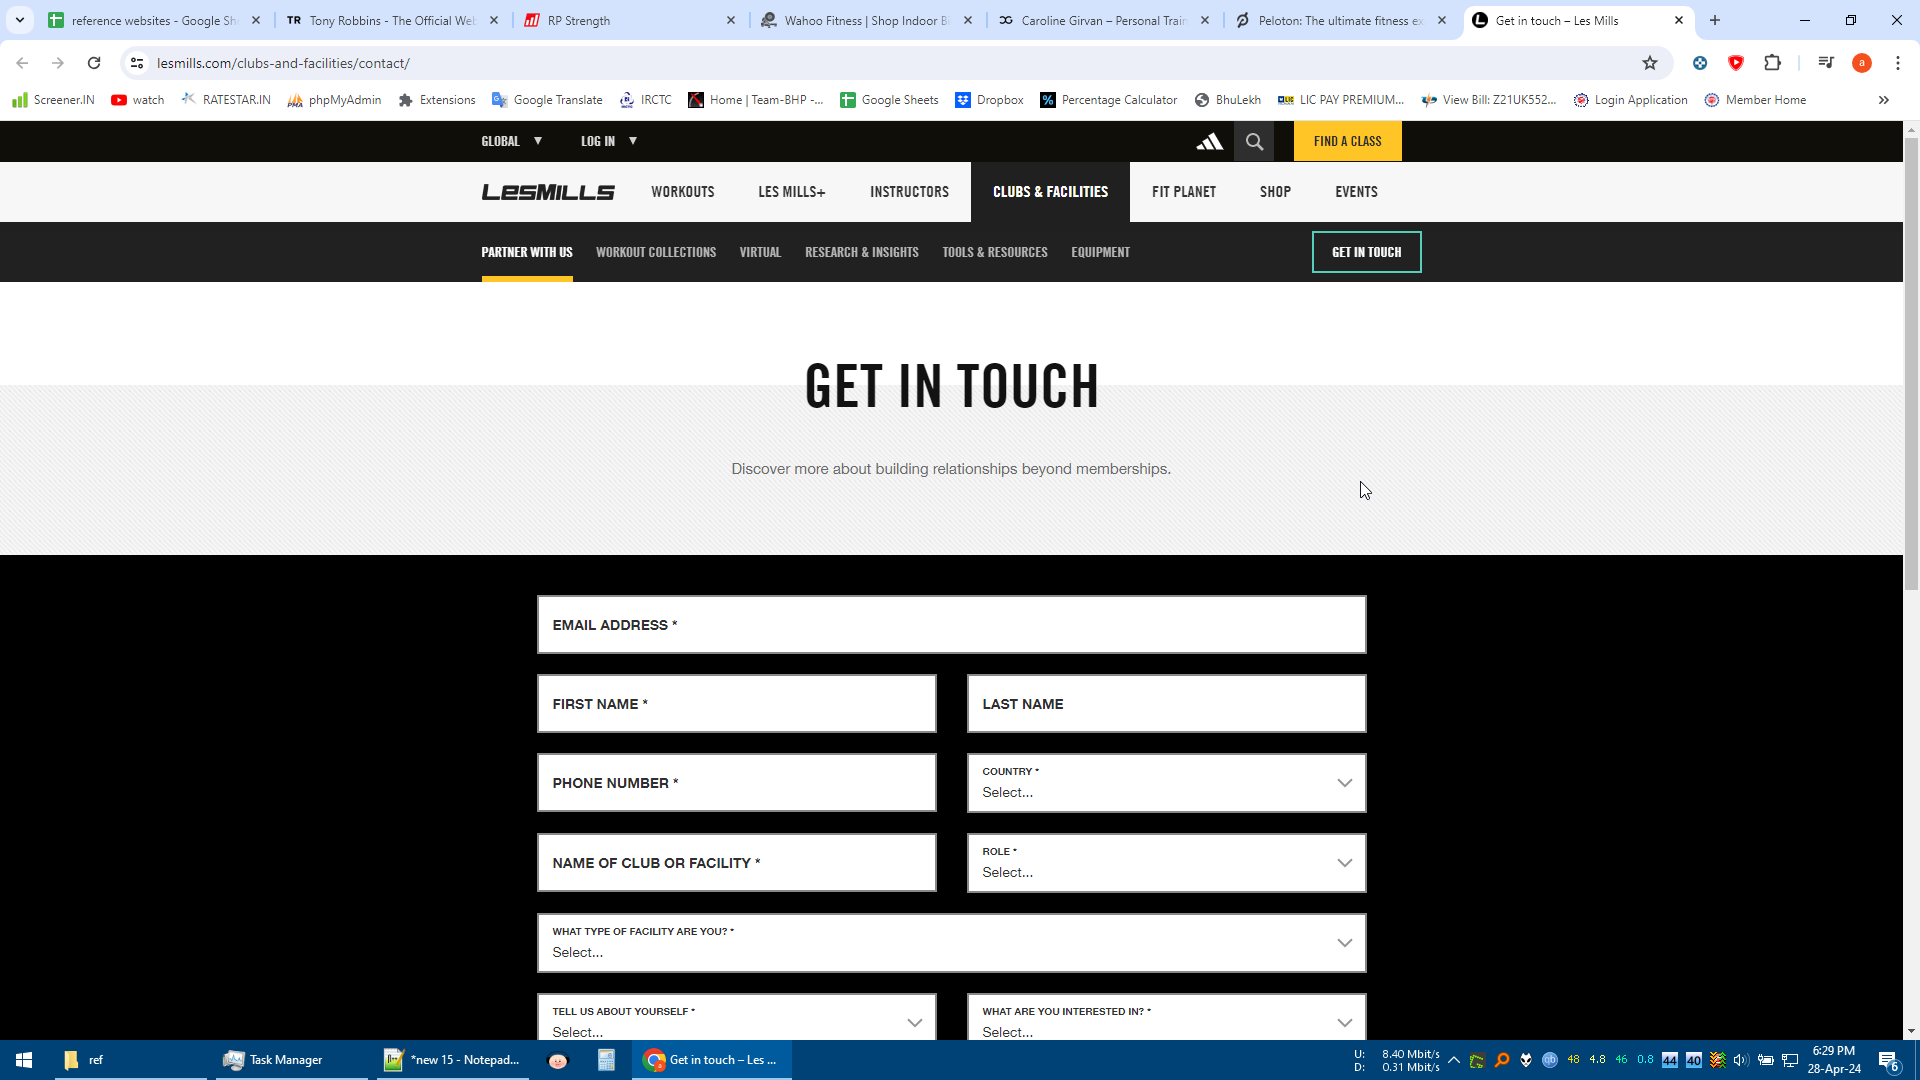 reference websites - Google She
Tony Robbins - The Official Web
RP Strength
Wahoo Fitness | Shop Indoor B
Caroline Girvan – Personal Train
Peloton: The ultimate fitness ex
Get in touch – Les Mills
lesmills.com/clubs-and-facilities/contact/
a
Screener.IN
watch
RATESTAR.IN
phpMyAdmin
Extensions
Google Translate
IRCTC
Home | Team-BHP -...
Google Sheets
Dropbox
Percentage Calculator
BhuLekh
LIC PAY PREMIUM...
View Bill: Z21UK552...
Login Application
Member Home
GLOBAL
LOG IN
FIND A CLASS
LESMILLS
WORKOUTS
LES MILLS+
INSTRUCTORS
CLUBS & FACILITIES
FIT PLANET
SHOP
EVENTS
PARTNER WITH US
WORKOUT COLLECTIONS
VIRTUAL
RESEARCH & INSIGHTS
TOOLS & RESOURCES
EQUIPMENT
GET IN TOUCH
GET IN TOUCH
Discover more about building relationships beyond memberships.
EMAIL ADDRESS *
FIRST NAME *
LAST NAME
PHONE NUMBER *
COUNTRY *
Select...
NAME OF CLUB OR FACILITY *
ROLE *
Select...
WHAT TYPE OF FACILITY ARE YOU? *
Select...
TELL US ABOUT YOURSELF *
Select...
WHAT ARE YOU INTERESTED IN? *
Select...
ref
Task Manager
*new 15 - Notepad...
Get in touch – Les ...
U: 8.40 Mbit/s
D: 0.31 Mbit/s
48 4.8 46 0.8 44 40
6:29 PM
28-Apr-24
6